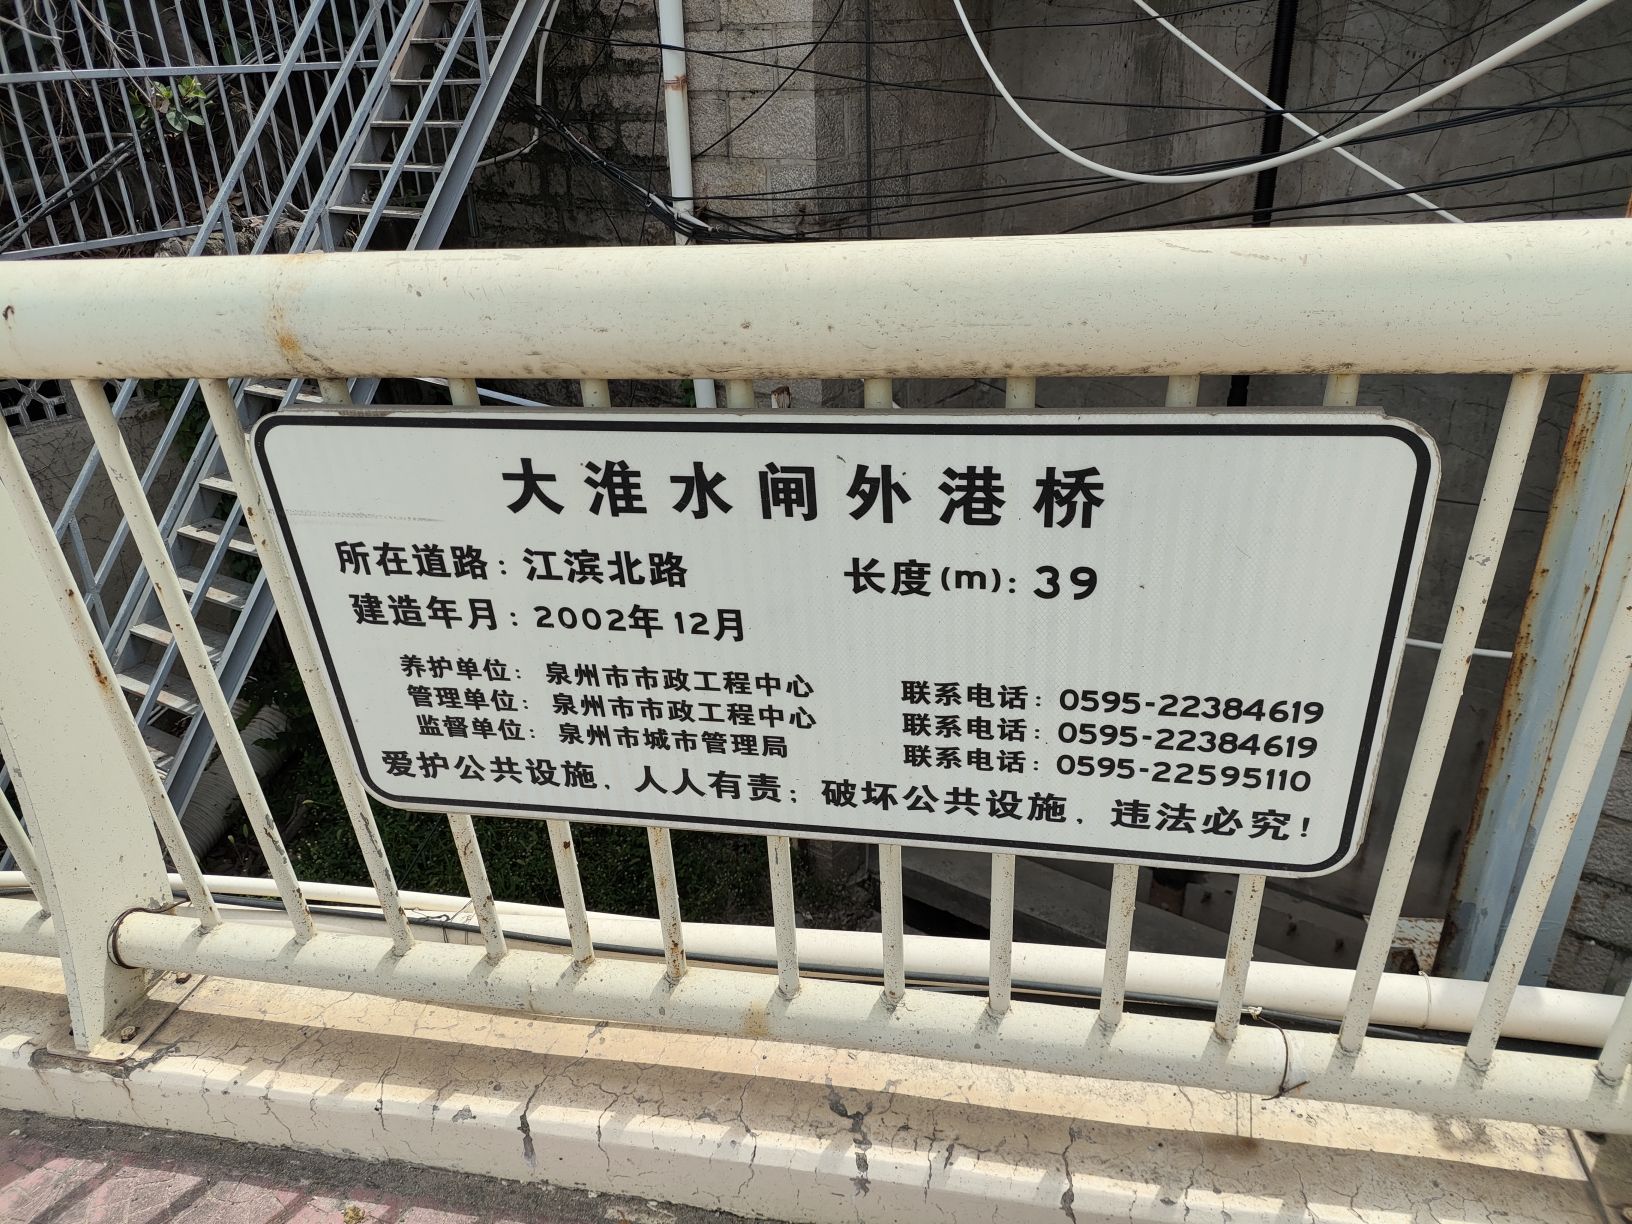 大淮水闸外港桥
所在道路：江滨北路 长度(m)：39
建造年月：2002年12月
养护单位：泉州市市政工程中心 联系电话：0595-22384619
管理单位：泉州市市政工程中心 联系电话：0595-22384619
监督单位：泉州市城市管理局 联系电话：0595-22595110
爱护公共设施，人人有责；破坏公共设施，违法必究！